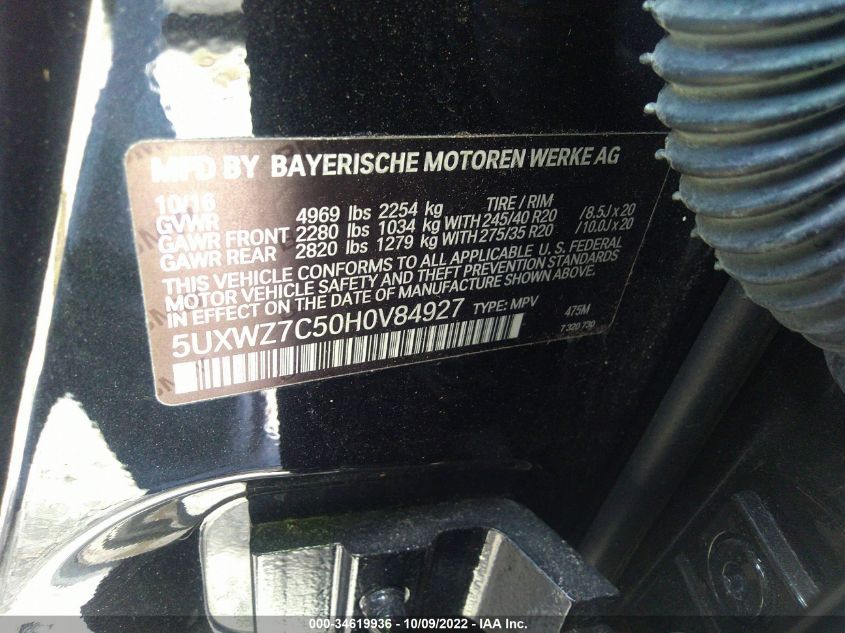 MFD BY BAYERISCHE MOTOREN WERKE AG
10/16 TIRE / RIM
GVWR 4969 lbs 2254 kg
GAWR FRONT 2280 lbs 1034 kg WITH 245/40 R20 /8.5J x 20
GAWR REAR 2820 lbs 1279 kg WITH 275/35 R20 /10.0J x 20
THIS VEHICLE CONFORMS TO ALL APPLICABLE U.S. FEDERAL
MOTOR VEHICLE SAFETY AND THEFT PREVENTION STANDARDS
IN EFFECT ON THE DATE OF MANUFACTURE SHOWN ABOVE.
5UXWZ7C50H0V84927 TYPE: MPV 475M
7 320 730
000-34619936 - 10/09/2022 - IAA Inc.